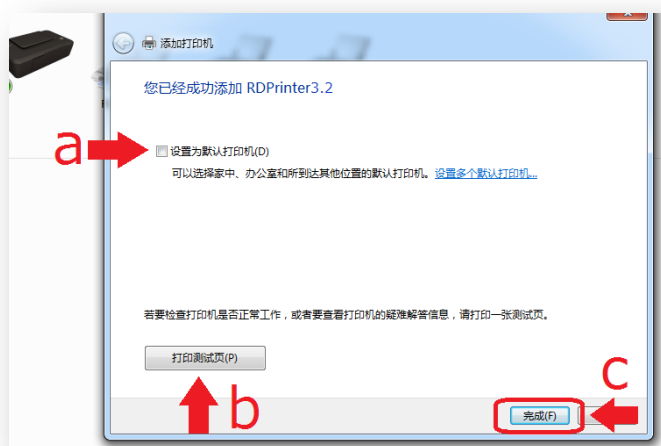 添加打印机
您已经成功添加 RDPrinter3.2
a
设置为默认打印机(D)
可以选择家中、办公室和所到达其他位置的默认打印机。设置多个默认打印机...
若要检查打印机是否正常工作，或者要查看打印机的疑难解答信息，请打印一张测试页。
打印测试页(P)
b
c
完成(F)